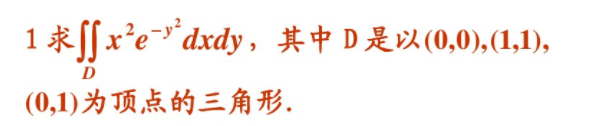 1 求∬_D x²e^{-y²}dxdy，其中 D 是以(0,0),(1,1),
(0,1)为顶点的三角形.